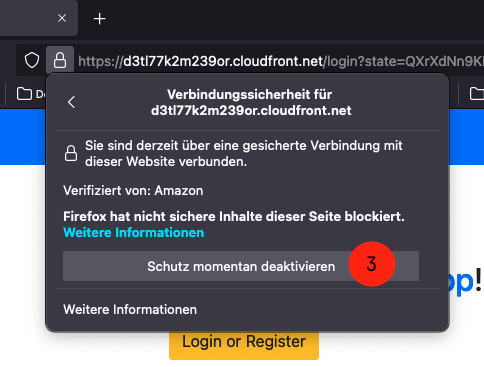 https://d3tl77k2m239or.cloudfront.net/login?state=QXrXdNn9K
Verbindungssicherheit für
d3tl77k2m239or.cloudfront.net
Sie sind derzeit über eine gesicherte Verbindung mit
dieser Website verbunden.
Verifiziert von: Amazon
Firefox hat nicht sichere Inhalte dieser Seite blockiert.
Weitere Informationen
Schutz momentan deaktivieren
3
Weitere Informationen
Login or Register